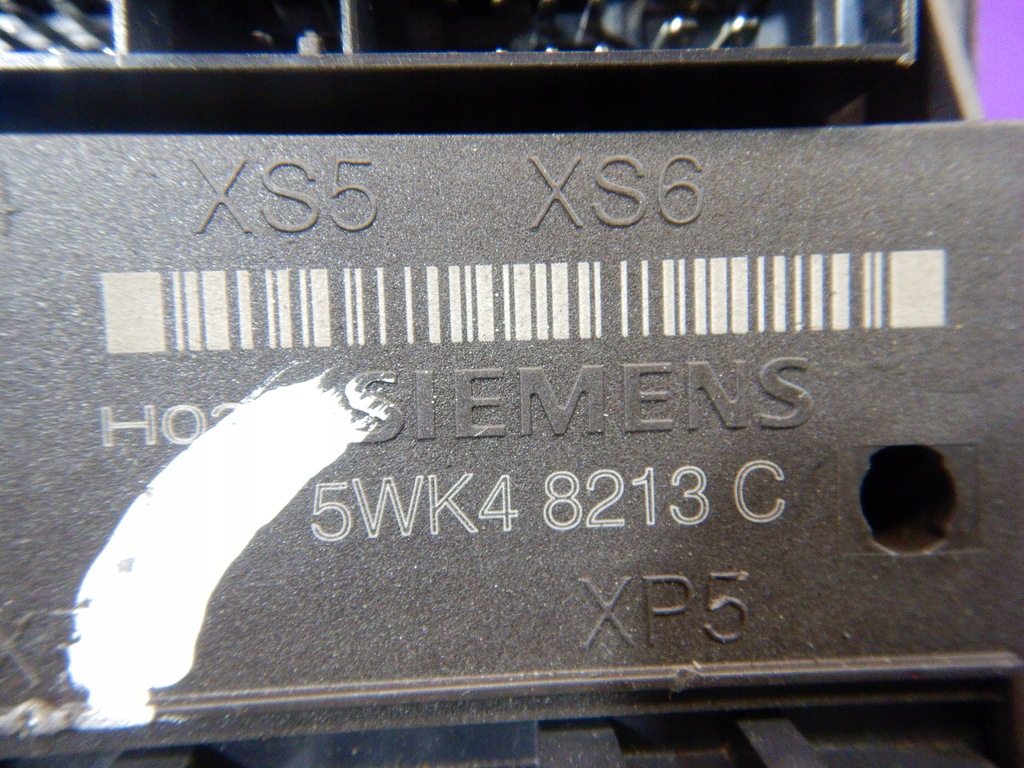 XS5 XS6
SIEMENS
5WK4 8213 C
XP5